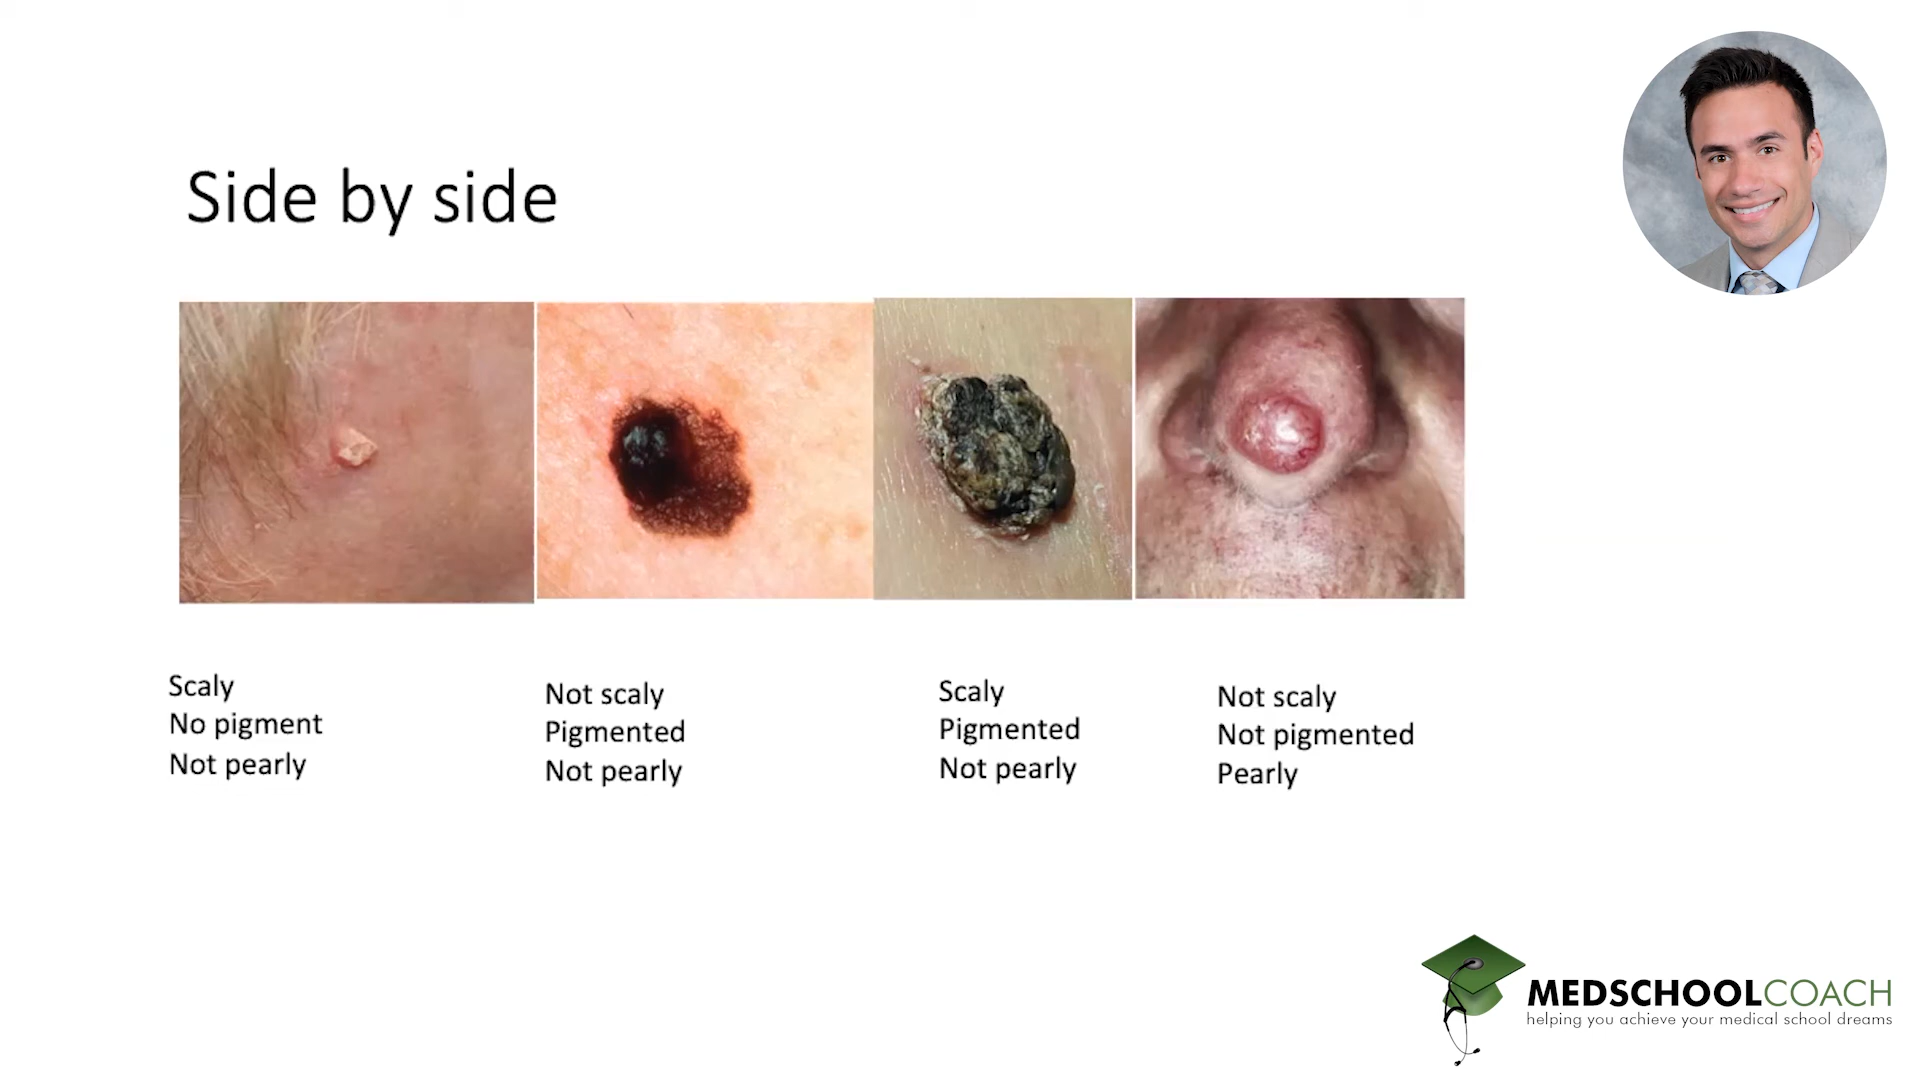 Side by side
Scaly
No pigment
Not pearly
Not scaly
Pigmented
Not pearly
Scaly
Pigmented
Not pearly
Not scaly
Not pigmented
Pearly
MEDSCHOOLCOACH
helping you achieve your medical school dreams